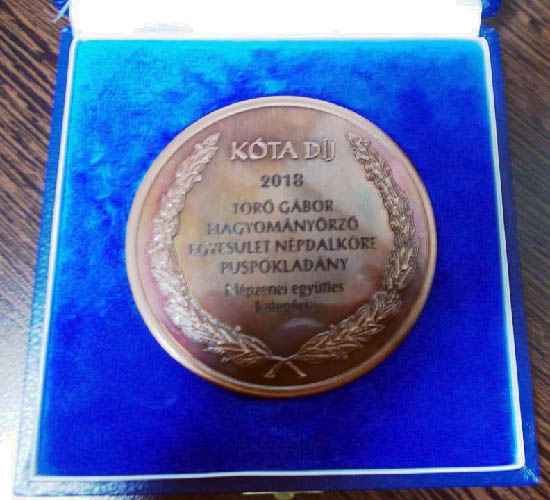 KÓTA DÍJ
2018
TORÓ GÁBOR
HAGYOMÁNYŐRZŐ
EGYESÜLET NÉPDALKÖRE
PÜSPÖKLADÁNY
Népzenei együttes
kategória